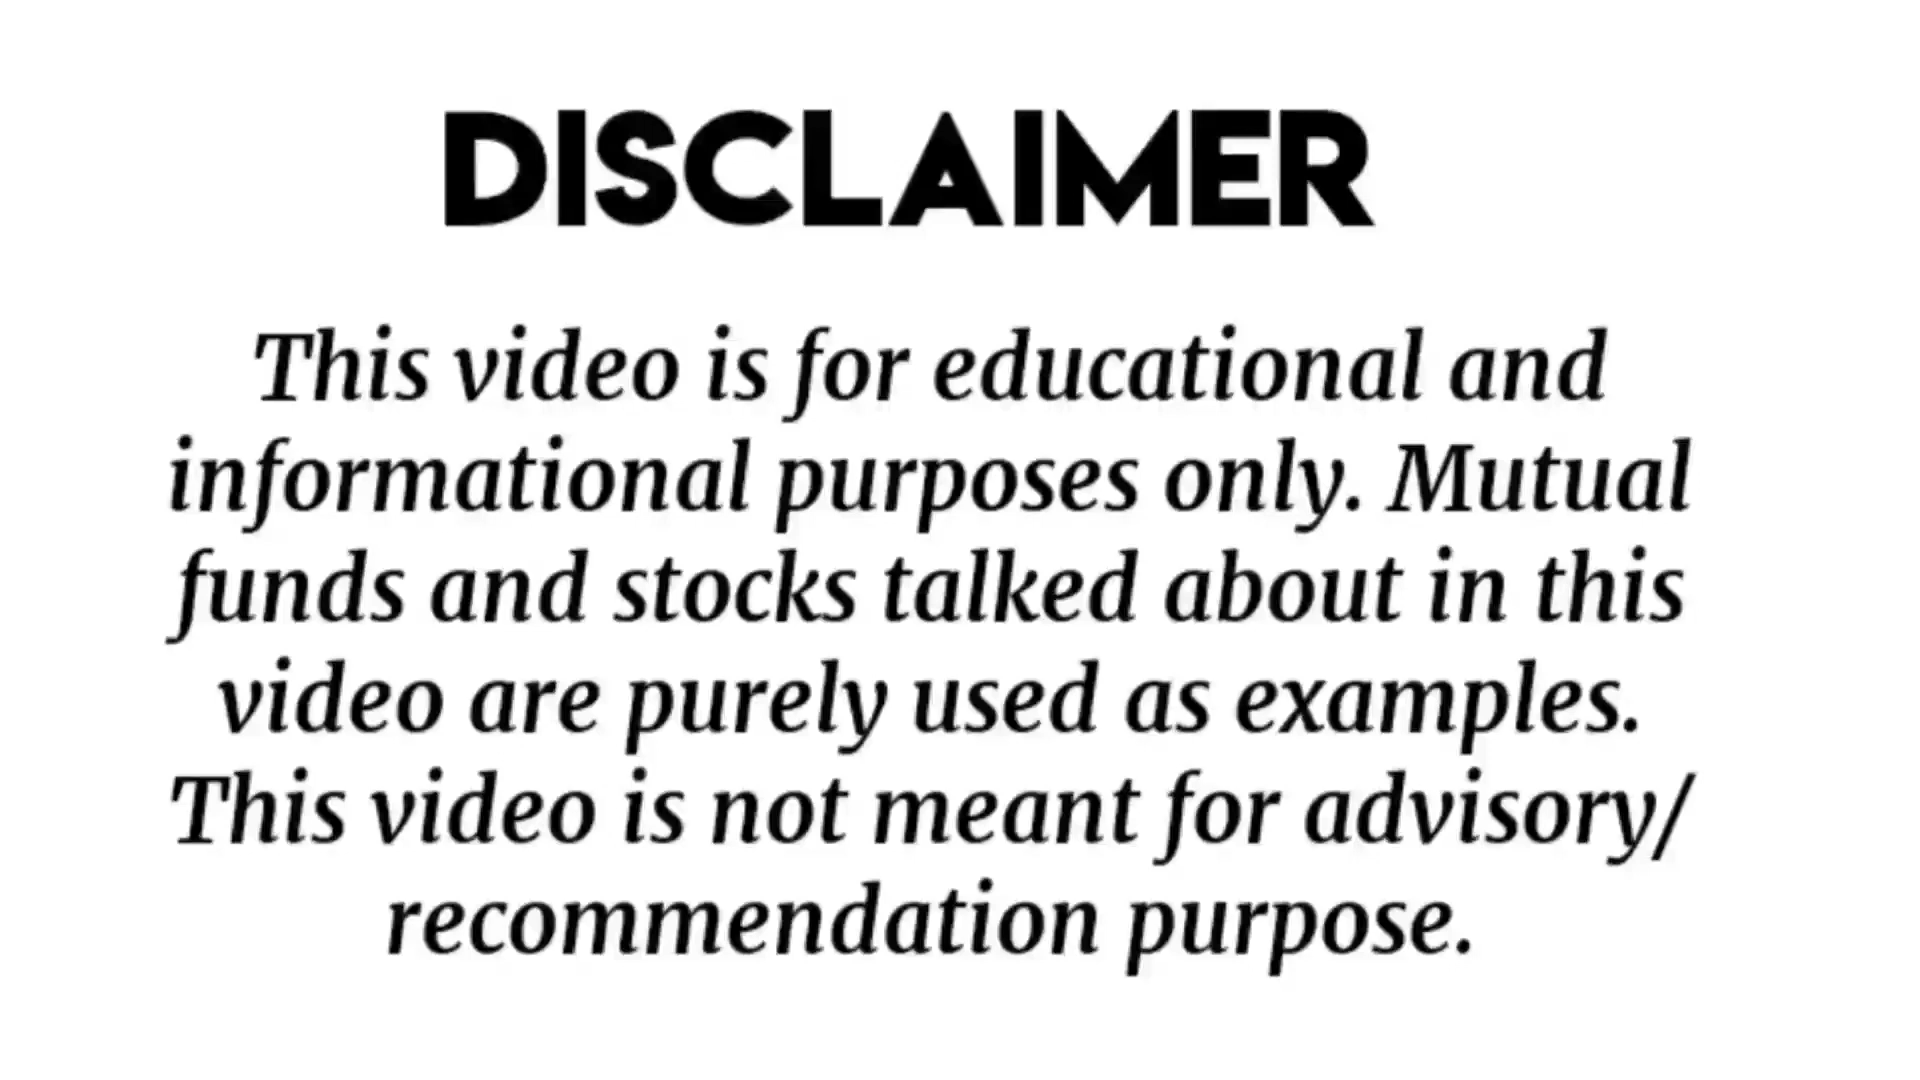 DISCLAIMER
This video is for educational and
informational purposes only. Mutual
funds and stocks talked about in this
video are purely used as examples.
This video is not meant for advisory/
recommendation purpose.